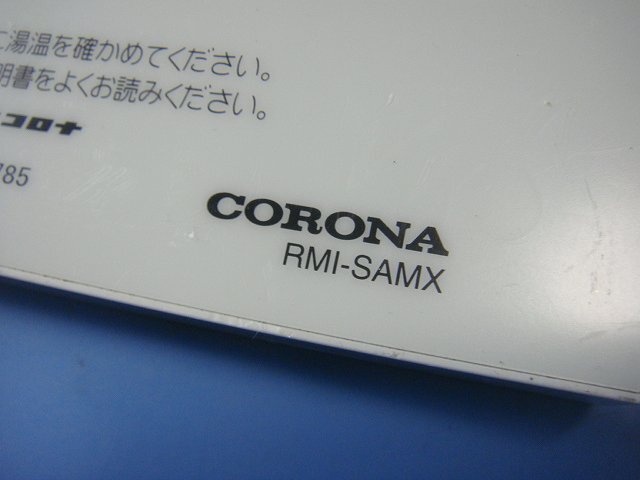 湯温を確かめてください。
明書をよくお読みください。
コロナ
785
CORONA
RMI-SAMX